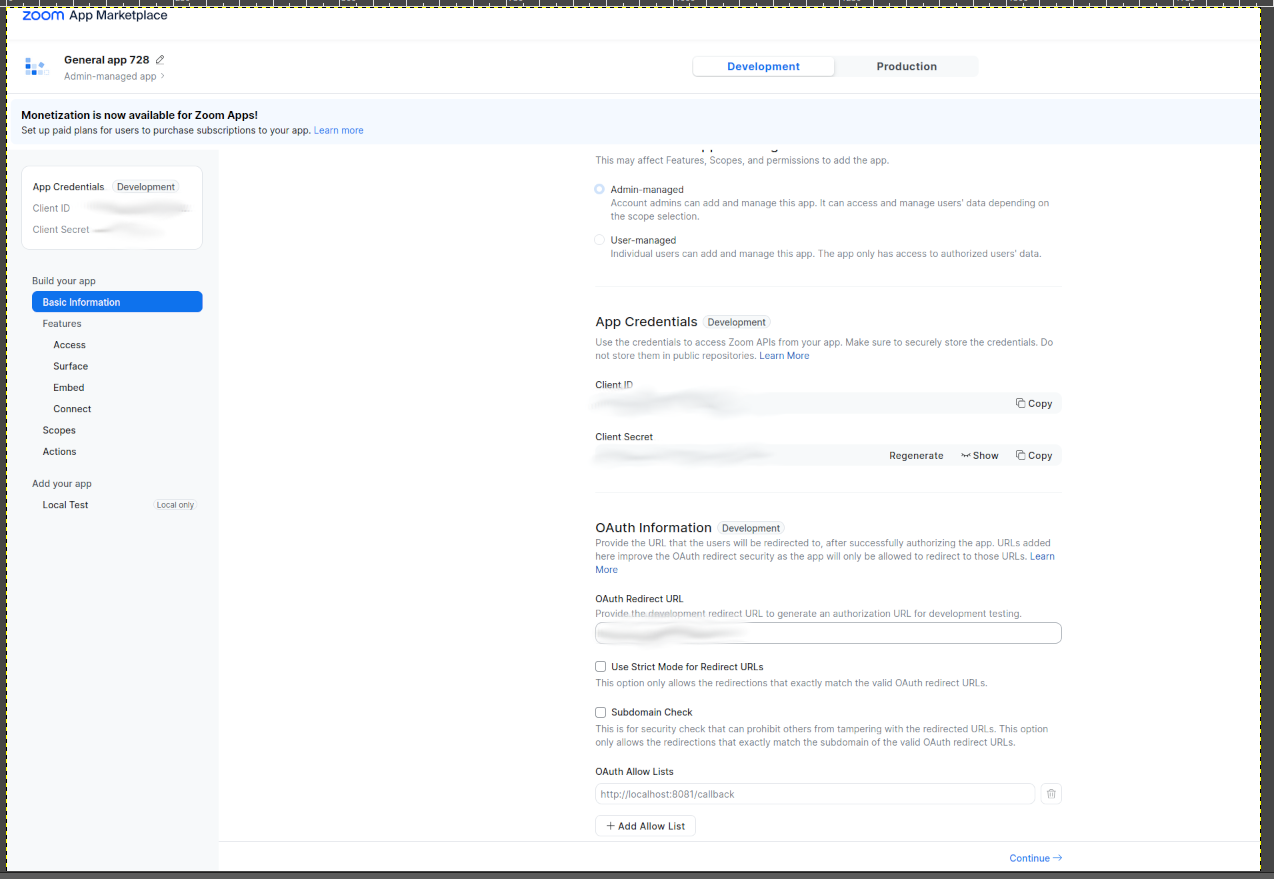 zoom App Marketplace
General app 728
Admin-managed app >
Development
Production
Monetization is now available for Zoom Apps!
Set up paid plans for users to purchase subscriptions to your app. Learn more
App Credentials Development
Client ID
Client Secret
Build your app
Basic Information
Features
Access
Surface
Embed
Connect
Scopes
Actions
Add your app
Local Test Local only
This may affect Features, Scopes, and permissions to add the app.
Admin-managed
Account admins can add and manage this app. It can access and manage users' data depending on
the scope selection.
User-managed
Individual users can add and manage this app. The app only has access to authorized users' data.
App Credentials Development
Use the credentials to access Zoom APIs from your app. Make sure to securely store the credentials. Do
not store them in public repositories. Learn More
Client ID
Copy
Client Secret
Regenerate Show Copy
OAuth Information Development
Provide the URL that the users will be redirected to, after successfully authorizing the app. URLs added
here improve the OAuth redirect security as the app will only be allowed to redirect to those URLs. Learn
More
OAuth Redirect URL
Provide the development redirect URL to generate an authorization URL for development testing.
Use Strict Mode for Redirect URLs
This option only allows the redirections that exactly match the valid OAuth redirect URLs.
Subdomain Check
This is for security check that can prohibit others from tampering with the redirected URLs. This option
only allows the redirections that exactly match the subdomain of the valid OAuth redirect URLs.
OAuth Allow Lists
http://localhost:8081/callback
+ Add Allow List
Continue →